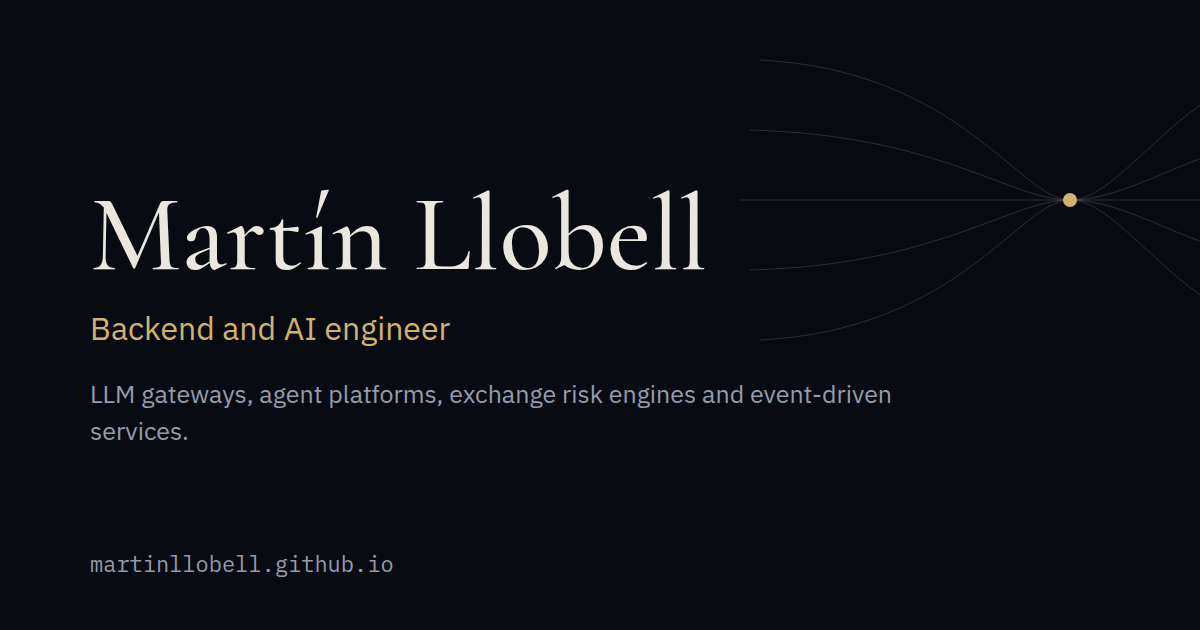 Martín Llobell
Backend and AI engineer
LLM gateways, agent platforms, exchange risk engines and event-driven
services.
martinllobell.github.io